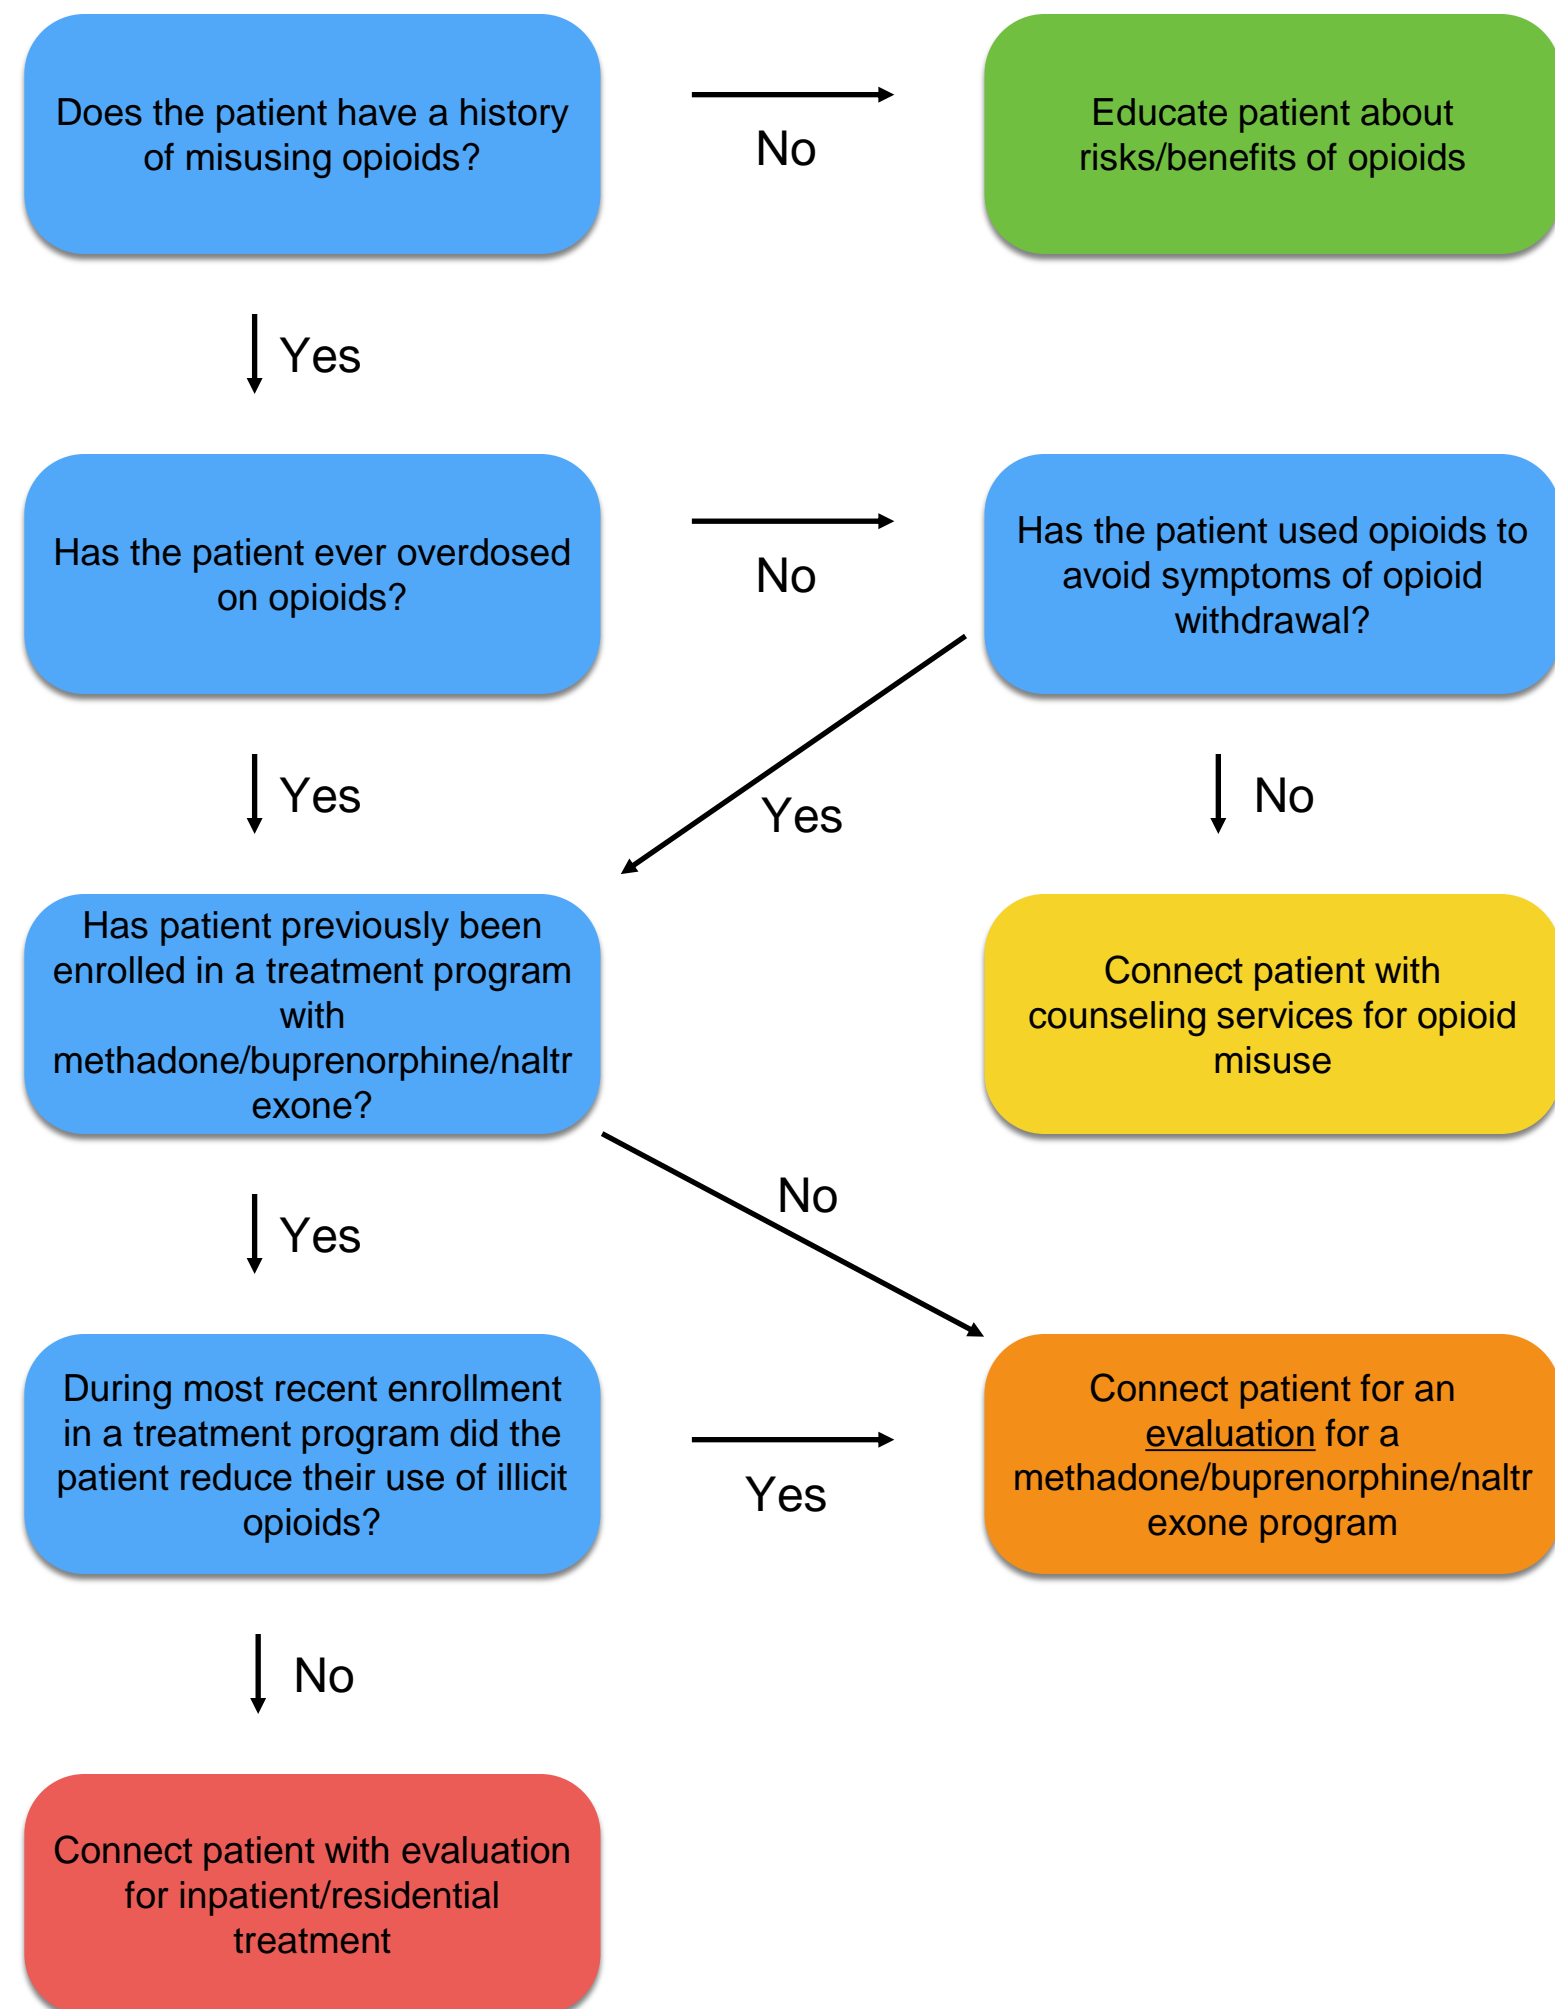 Does the patient have a history
of misusing opioids?
No
Educate patient about
risks/benefits of opioids
Yes
Has the patient ever overdosed
on opioids?
No
Has the patient used opioids to
avoid symptoms of opioid
withdrawal?
Yes
Yes
No
Has patient previously been
enrolled in a treatment program
with
methadone/buprenorphine/naltr
exone?
Connect patient with
counseling services for opioid
misuse
No
Yes
During most recent enrollment
in a treatment program did the
patient reduce their use of illicit
opioids?
Yes
Connect patient for an
evaluation for a
methadone/buprenorphine/naltr
exone program
No
Connect patient with evaluation
for inpatient/residential
treatment